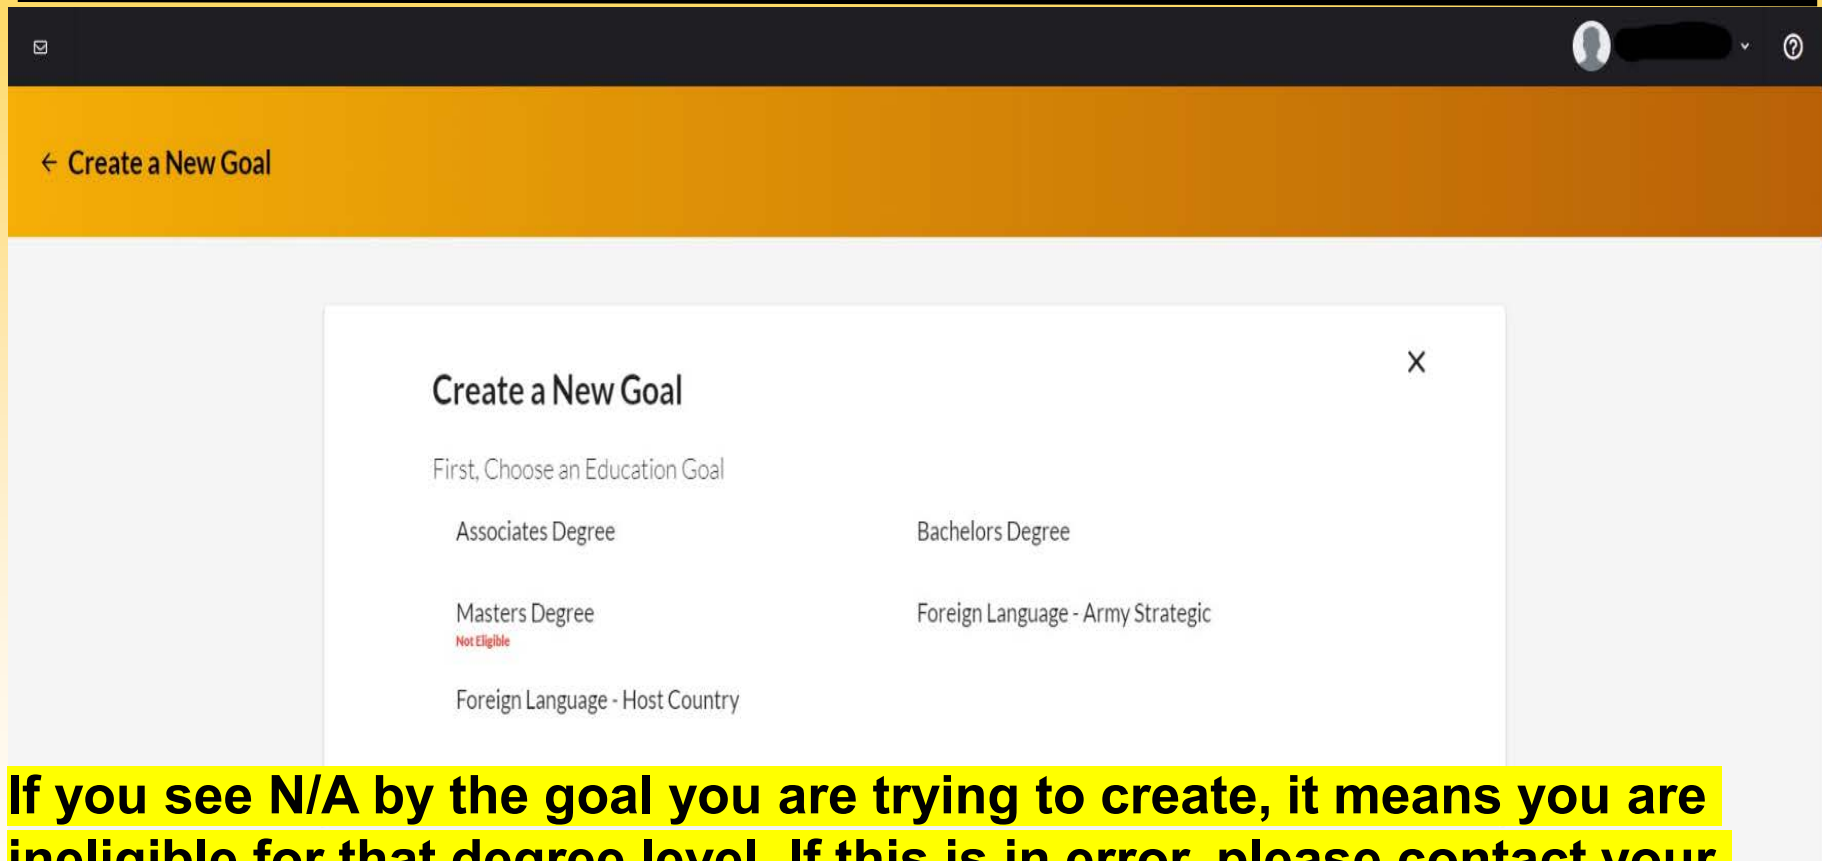 ← Create a New Goal
Create a New Goal
X
First, Choose an Education Goal
Associates Degree
Bachelors Degree
Masters Degree
Not Eligible
Foreign Language - Army Strategic
Foreign Language - Host Country
If you see N/A by the goal you are trying to create, it means you are
ineligible for that degree level. If this is in error, please contact your